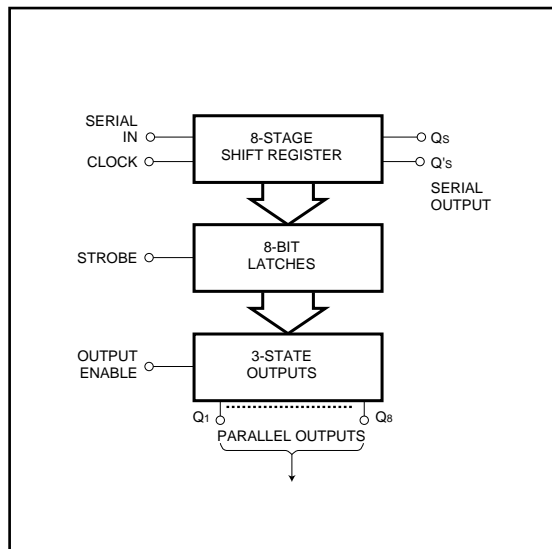 SERIAL
IN
CLOCK
8-STAGE
SHIFT REGISTER
QS
Q'S
SERIAL
OUTPUT
STROBE
8-BIT
LATCHES
OUTPUT
ENABLE
3-STATE
OUTPUTS
Q1
Q8
PARALLEL OUTPUTS